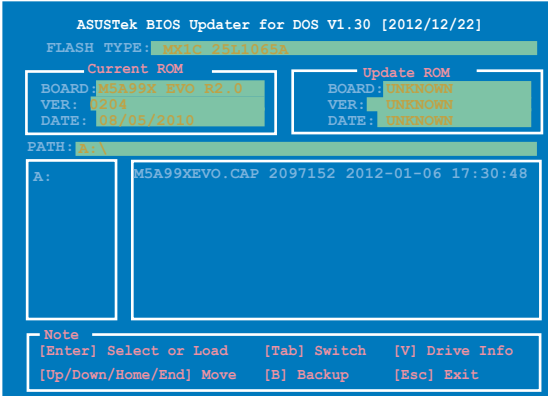 ASUSTek BIOS Updater for DOS V1.30 [2012/12/22]
FLASH TYPE: MXIC 25L1065A
Current ROM
BOARD: M5A99X EVO R2.0
VER: 0204
DATE: 08/05/2010
Update ROM
BOARD: UNKNOWN
VER: UNKNOWN
DATE: UNKNOWN
PATH: A:\
A:
M5A99XEVO.CAP 2097152 2012-01-06 17:30:48
Note
[Enter] Select or Load [Tab] Switch [V] Drive Info
[Up/Down/Home/End] Move [B] Backup [Esc] Exit